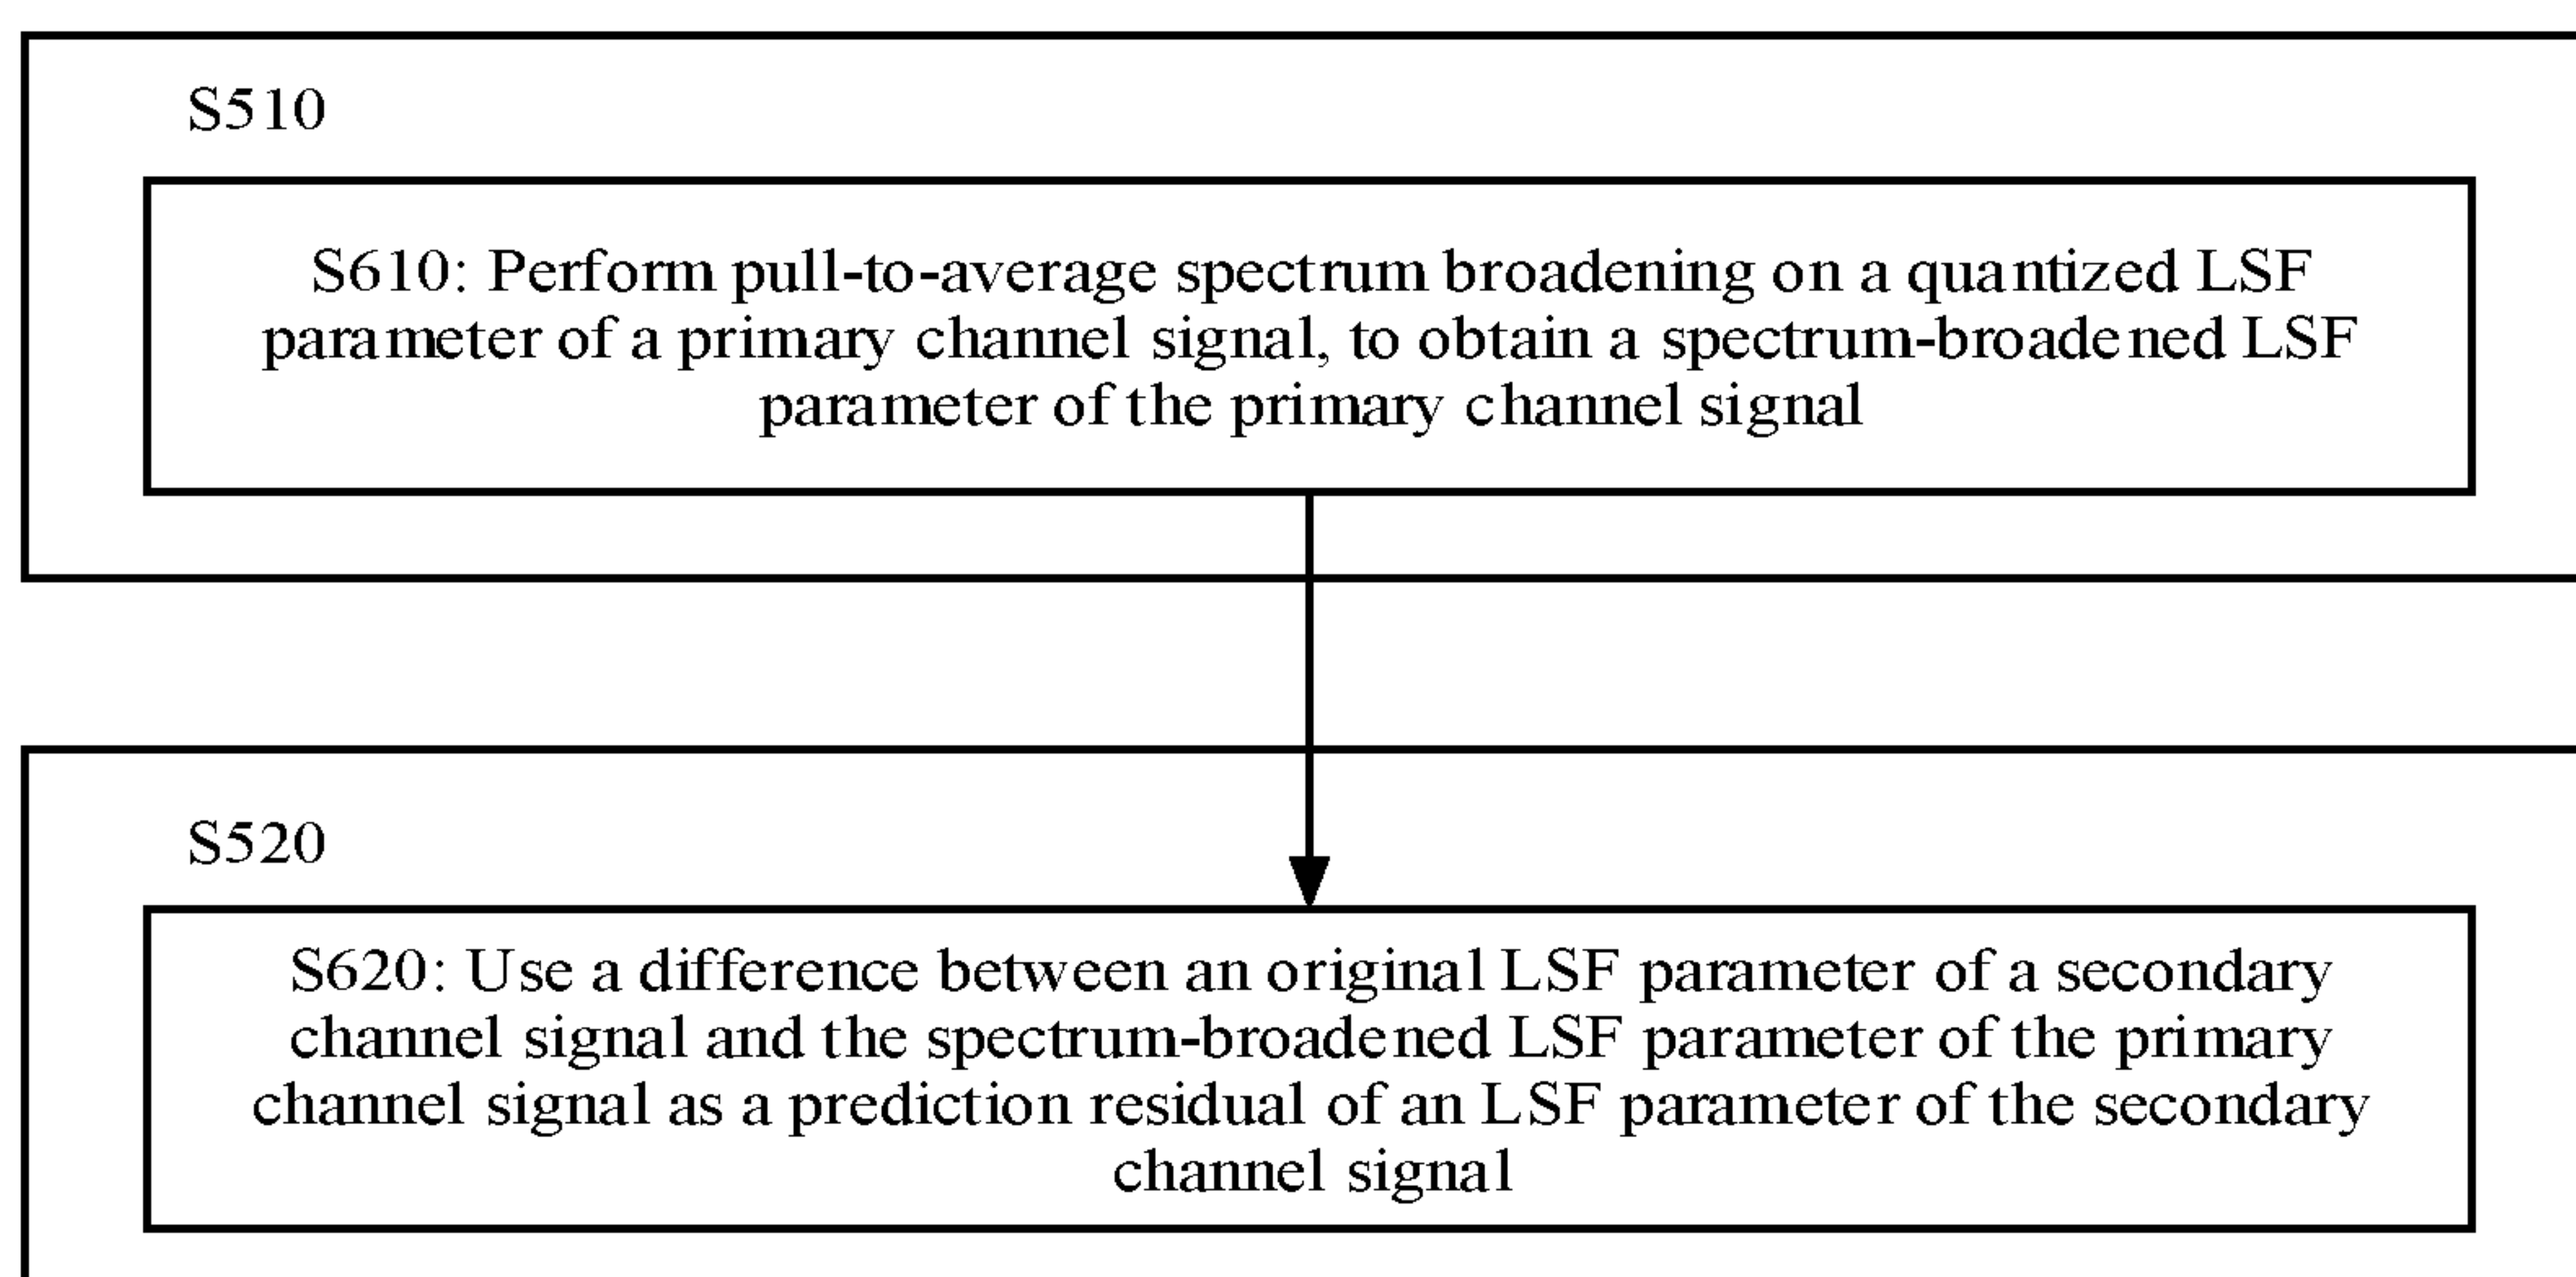 S510
S610: Perform pull-to-average spectrum broadening on a quantized LSF
parameter of a primary channel signal, to obtain a spectrum-broadened LSF
parameter of the primary channel signal
S520
S620: Use a difference between an original LSF parameter of a secondary
channel signal and the spectrum-broadened LSF parameter of the primary
channel signal as a prediction residual of an LSF parameter of the secondary
channel signal